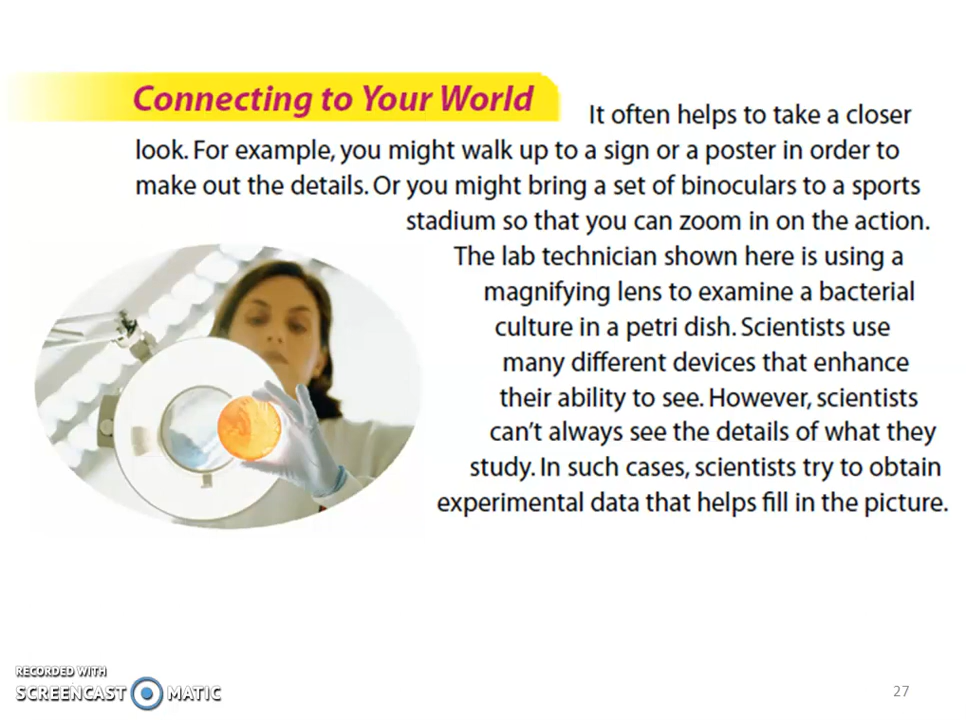 Connecting to Your World
It often helps to take a closer
look. For example, you might walk up to a sign or a poster in order to
make out the details. Or you might bring a set of binoculars to a sports
stadium so that you can zoom in on the action.
The lab technician shown here is using a
magnifying lens to examine a bacterial
culture in a petri dish. Scientists use
many different devices that enhance
their ability to see. However, scientists
can't always see the details of what they
study. In such cases, scientists try to obtain
experimental data that helps fill in the picture.
RECORDED WITH
SCREENCAST MATIC
27